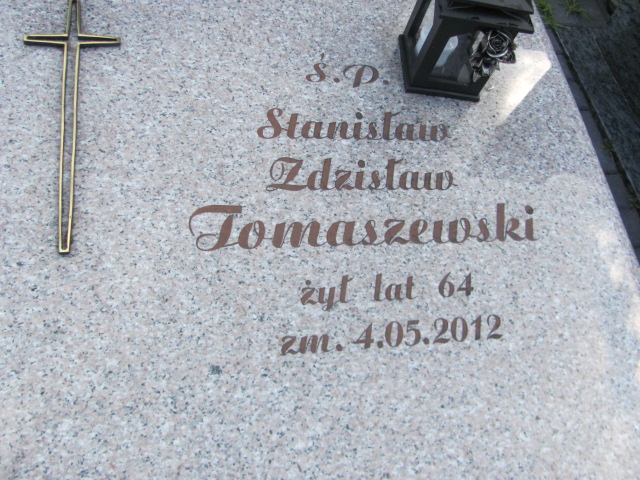 Ś.P.
Stanisław
Zdzisław
Tomaszewski
żył lat 64
zm. 4.05.2012